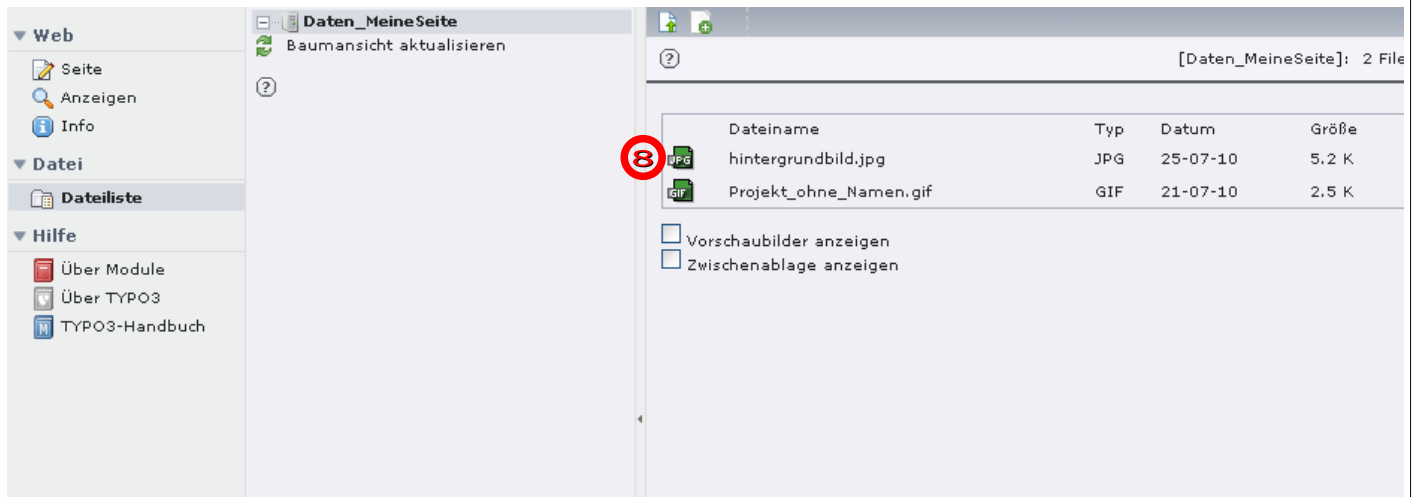 Web
Seite
Anzeigen
Info
Datei
Dateiliste
Hilfe
Über Module
Über TYPO3
TYPO3-Handbuch
Daten_MeineSeite
Baumansicht aktualisieren
?
?
[Daten_MeineSeite]: 2 File
Dateiname Typ Datum Größe
8 JPG hintergrundbild.jpg JPG 25-07-10 5.2 K
GIF Projekt_ohne_Namen.gif GIF 21-07-10 2.5 K
Vorschaubilder anzeigen
Zwischenablage anzeigen